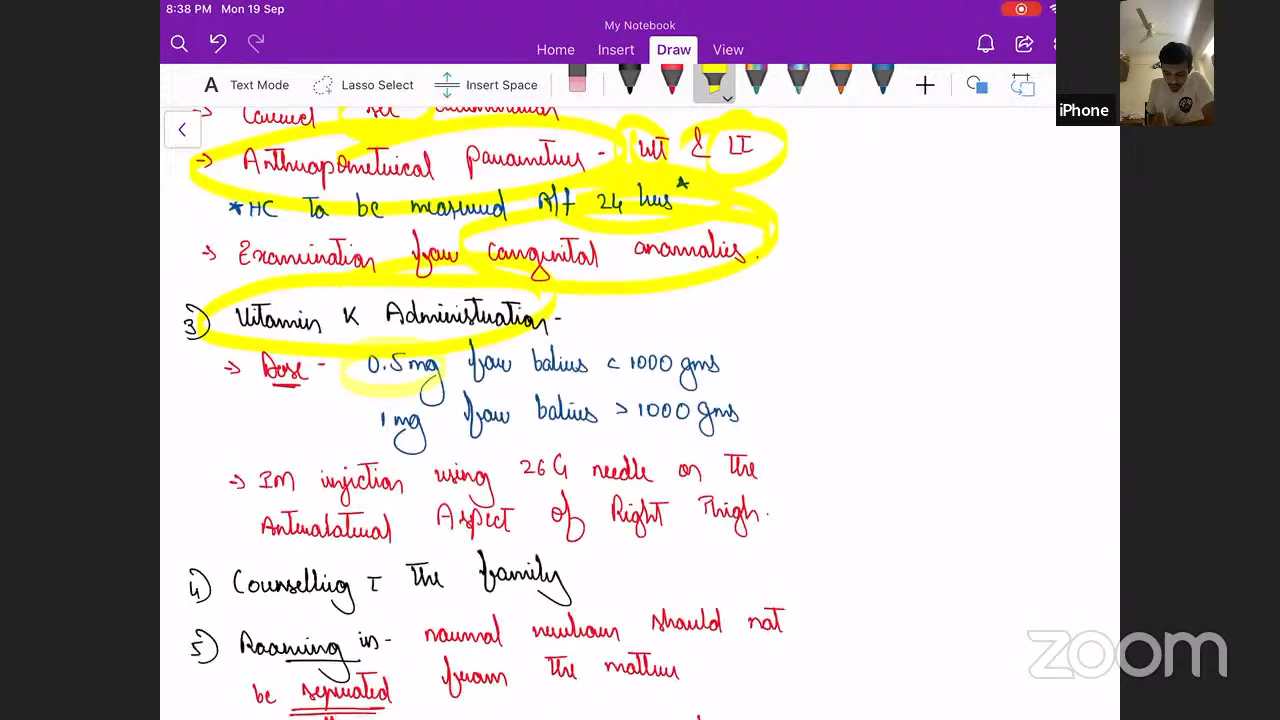 8:38 PM Mon 19 Sep
My Notebook
Home Insert Draw View
Text Mode Lasso Select Insert Space
iPhone
→ Anthropometrical Parameters - WT & LT
*HC To be measured Aft 24 hrs*
→ Examination for congenital anomalies.
3) Vitamin K Administration-
→ Dose - 0.5mg for babies < 1000 gms
1mg for babies > 1000 gms
→ IM injection using 26G needle on the
Anterolateral Aspect of Right Thigh.
4) Counselling the family
5) Rooming in- normal newborn should not
be separated from the mother
zoom